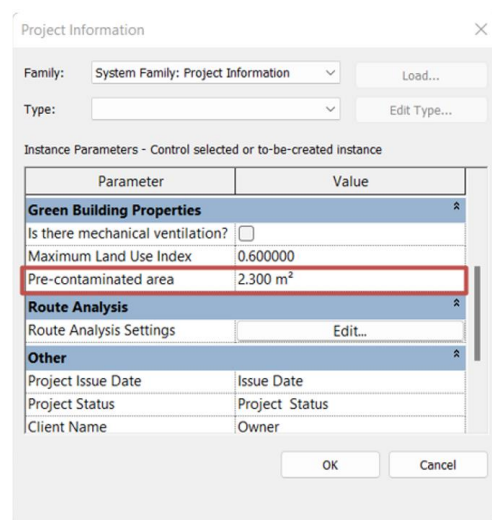 Project Information
Family: System Family: Project Information Load...
Type: Edit Type...
Instance Parameters - Control selected or to-be-created instance
Parameter Value
Green Building Properties
Is there mechanical ventilation?
Maximum Land Use Index 0.600000
Pre-contaminated area 2.300 m²
Route Analysis
Route Analysis Settings Edit...
Other
Project Issue Date Issue Date
Project Status Project Status
Client Name Owner
OK Cancel